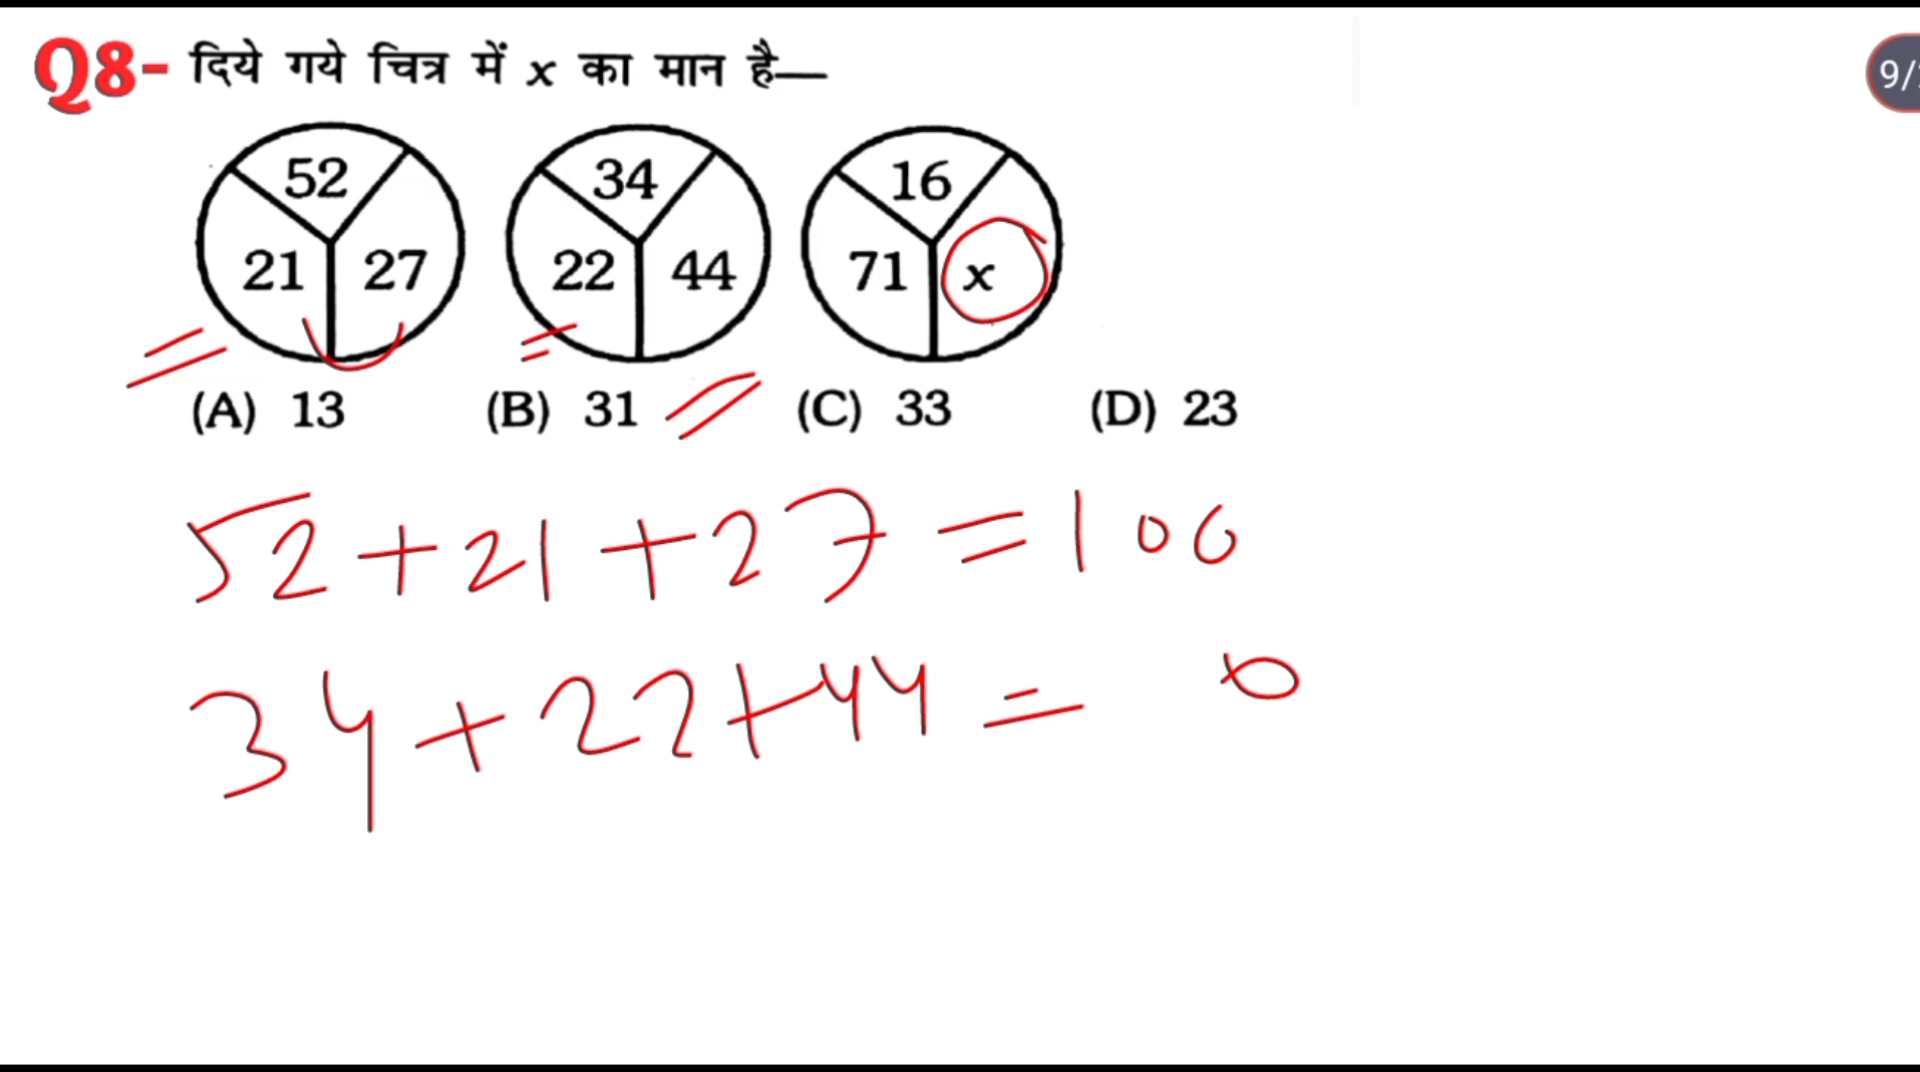 Q8- दिये गये चित्र में x का मान है—
9/
52 34 16
21 27 22 44 71 x
(A) 13 (B) 31 (C) 33 (D) 23
52+21+27=100
34+22+44= 0